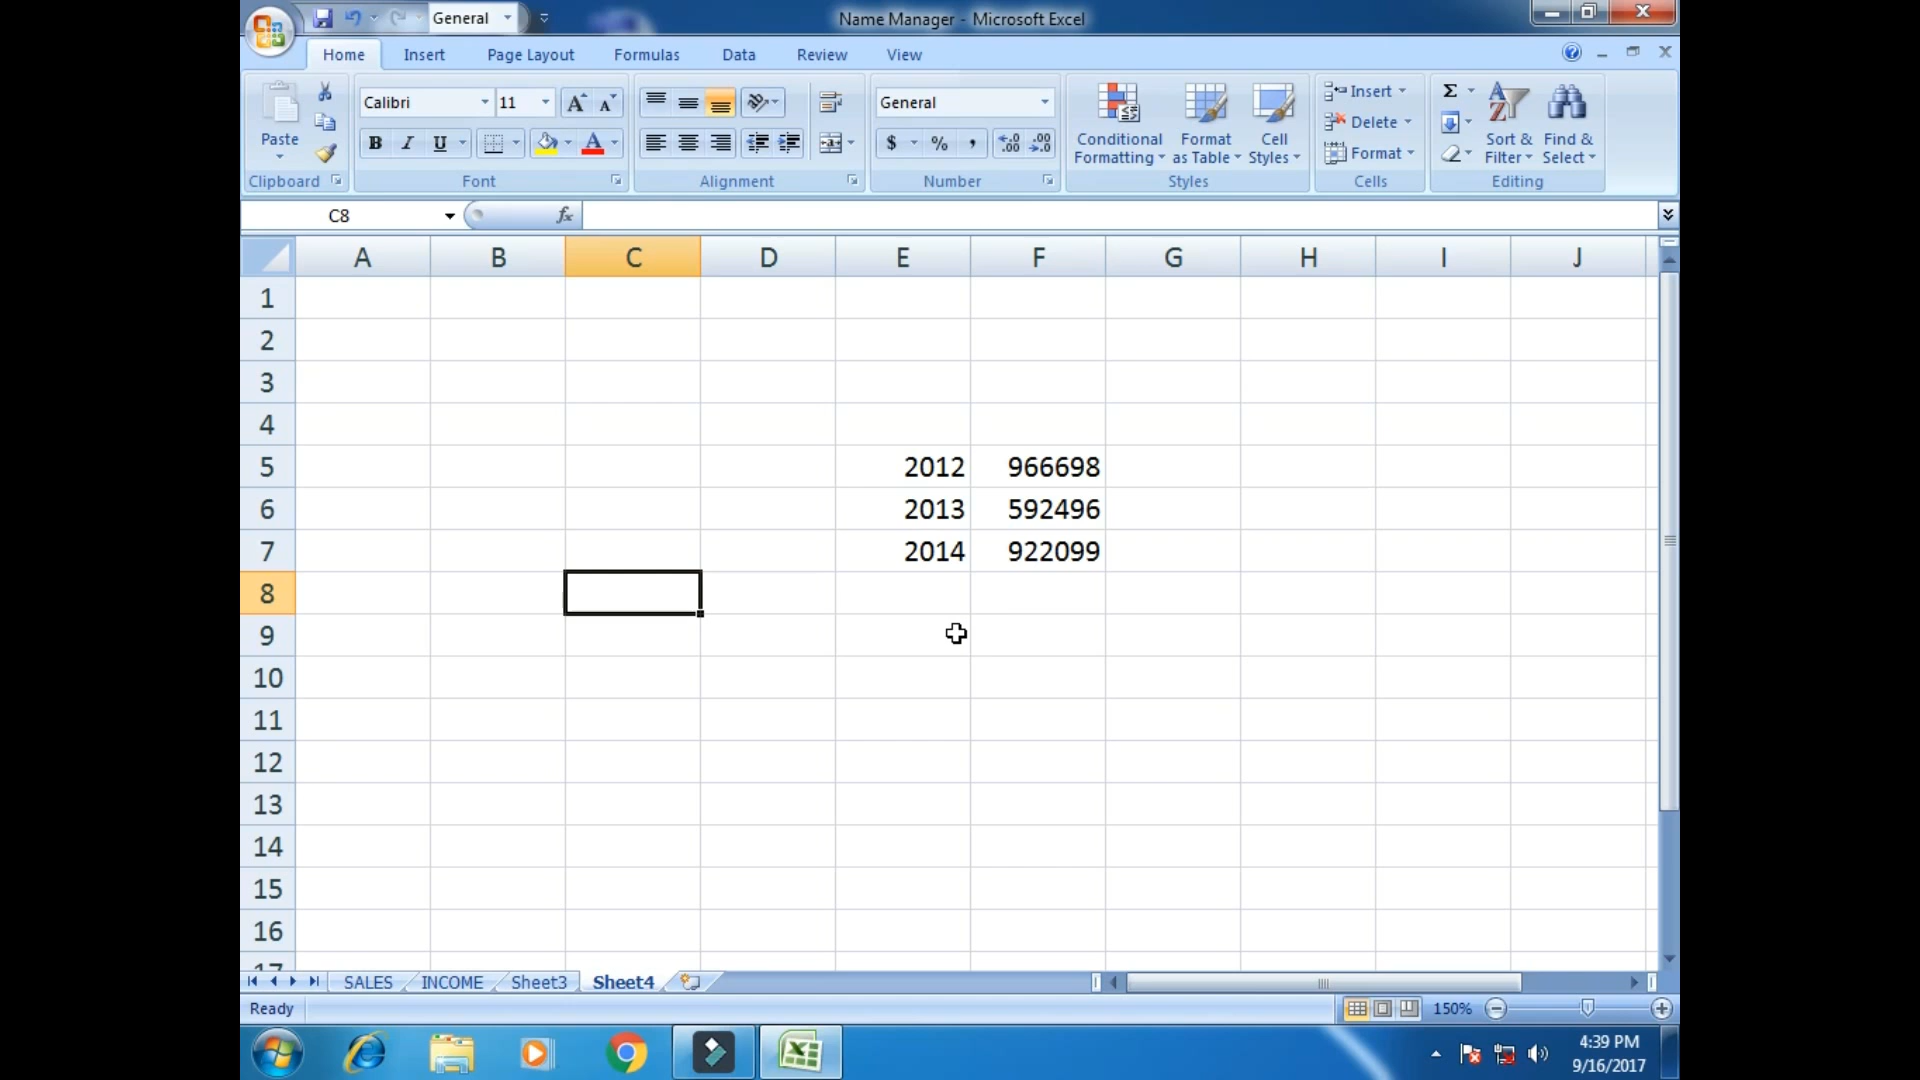 General
Name Manager - Microsoft Excel
Home Insert Page Layout Formulas Data Review View
Calibri 11 General
Insert
Delete
Format
Paste
B I U
$ % ,
Conditional Formatting
Format as Table
Cell Styles
Σ
Sort & Filter
Find & Select
Clipboard Font Alignment Number Styles Cells Editing
C8 fx
A B C D E F G H I J
1
2
3
4
5 2012 966698
6 2013 592496
7 2014 922099
8
9
10
11
12
13
14
15
16
17
SALES INCOME Sheet3 Sheet4
Ready 150%
4:39 PM
9/16/2017